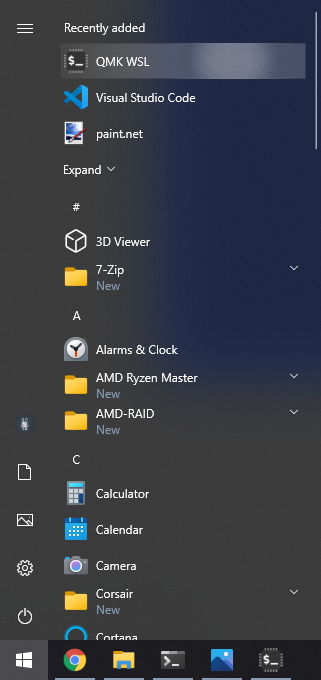 Recently added
QMK WSL
Visual Studio Code
paint.net
Expand
#
3D Viewer
7-Zip
New
A
Alarms & Clock
AMD Ryzen Master
New
AMD-RAID
New
C
Calculator
Calendar
Camera
Corsair
New
Cortana